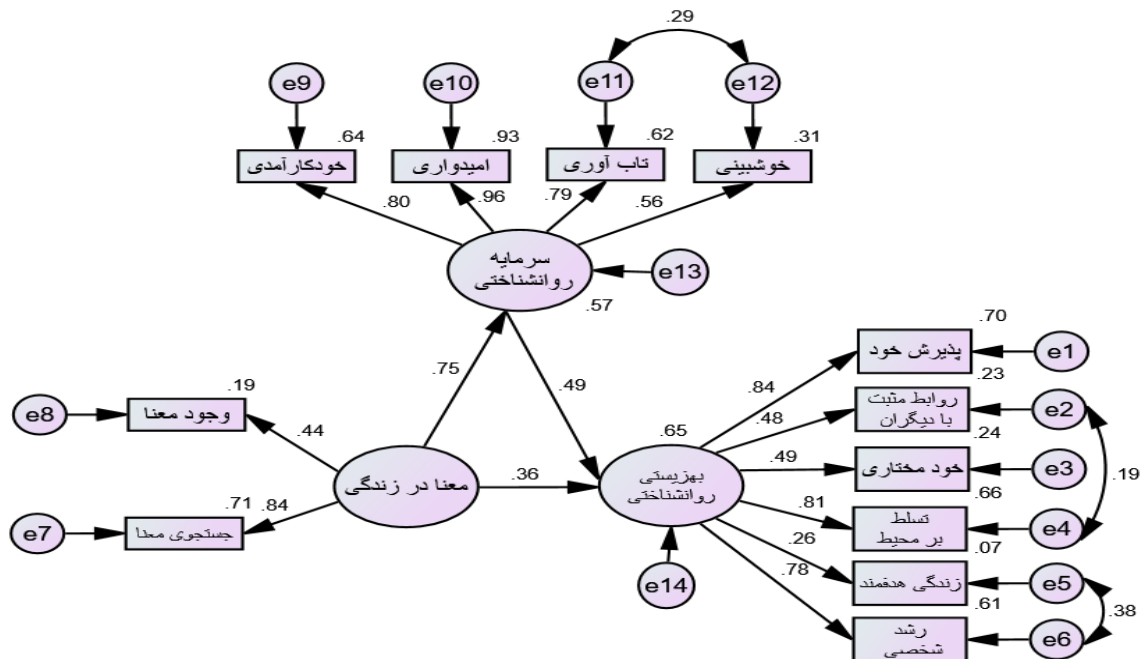 .29
e9
e10
e11
e12
.64
.93
.62
.31
خودکارآمدی
امیدواری
تاب آوری
خوشبینی
.80
.96
.79
.56
سرمایه
روانشناختی
e13
.57
.70
پذیرش خود
e1
.23
.75
.49
.84
روابط مثبت
با دیگران
e2
.19
e8
وجود معنا
.44
.48
.24
.65
خود مختاری
e3
.49
معنا در زندگی
.36
بهزیستی
روانشناختی
.66
.19
.71
.84
.81
تسلط
بر محیط
e4
e7
جستجوی معنا
.07
.26
زندگی هدفمند
e5
e14
.78
.61
.38
رشد
شخصی
e6